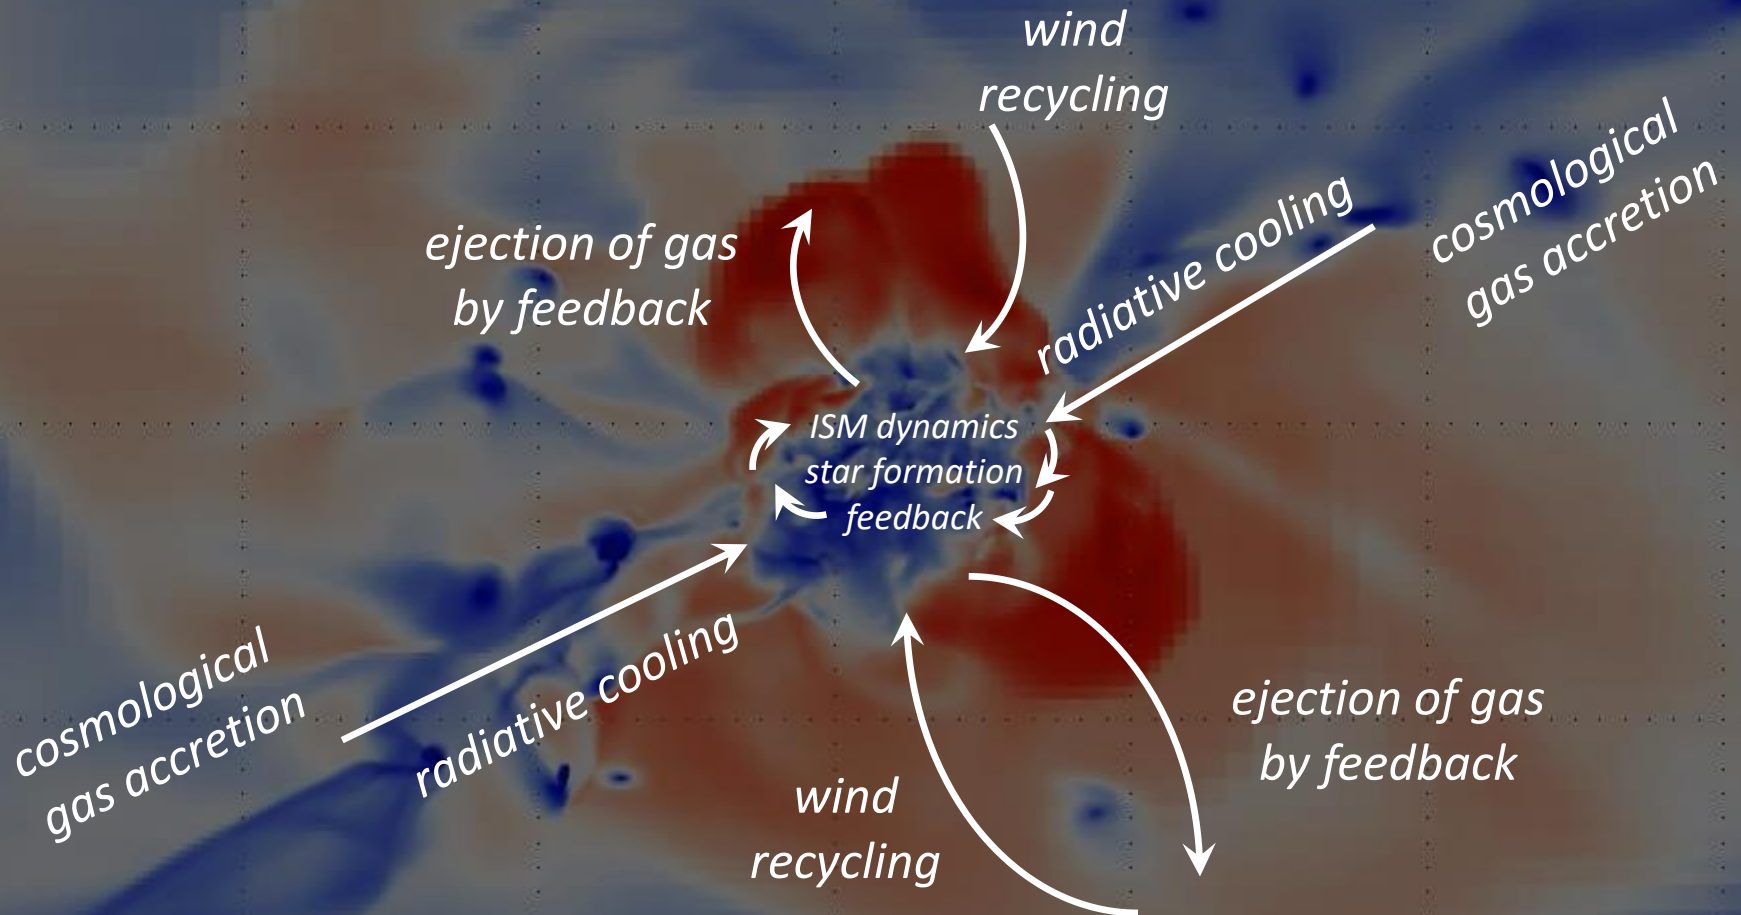 wind
recycling
ejection of gas
by feedback
radiative cooling
cosmological
gas accretion
ISM dynamics
star formation
feedback
cosmological
gas accretion
radiative cooling
wind
recycling
ejection of gas
by feedback